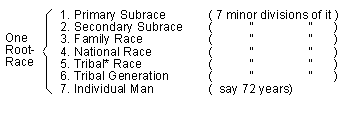 One Root-Race
1. Primary Subrace ( 7 minor divisions of it )
2. Secondary Subrace ( " " )
3. Family Race ( " " )
4. National Race ( " " )
5. Tribal* Race ( " " )
6. Tribal Generation ( " " )
7. Individual Man ( say 72 years)